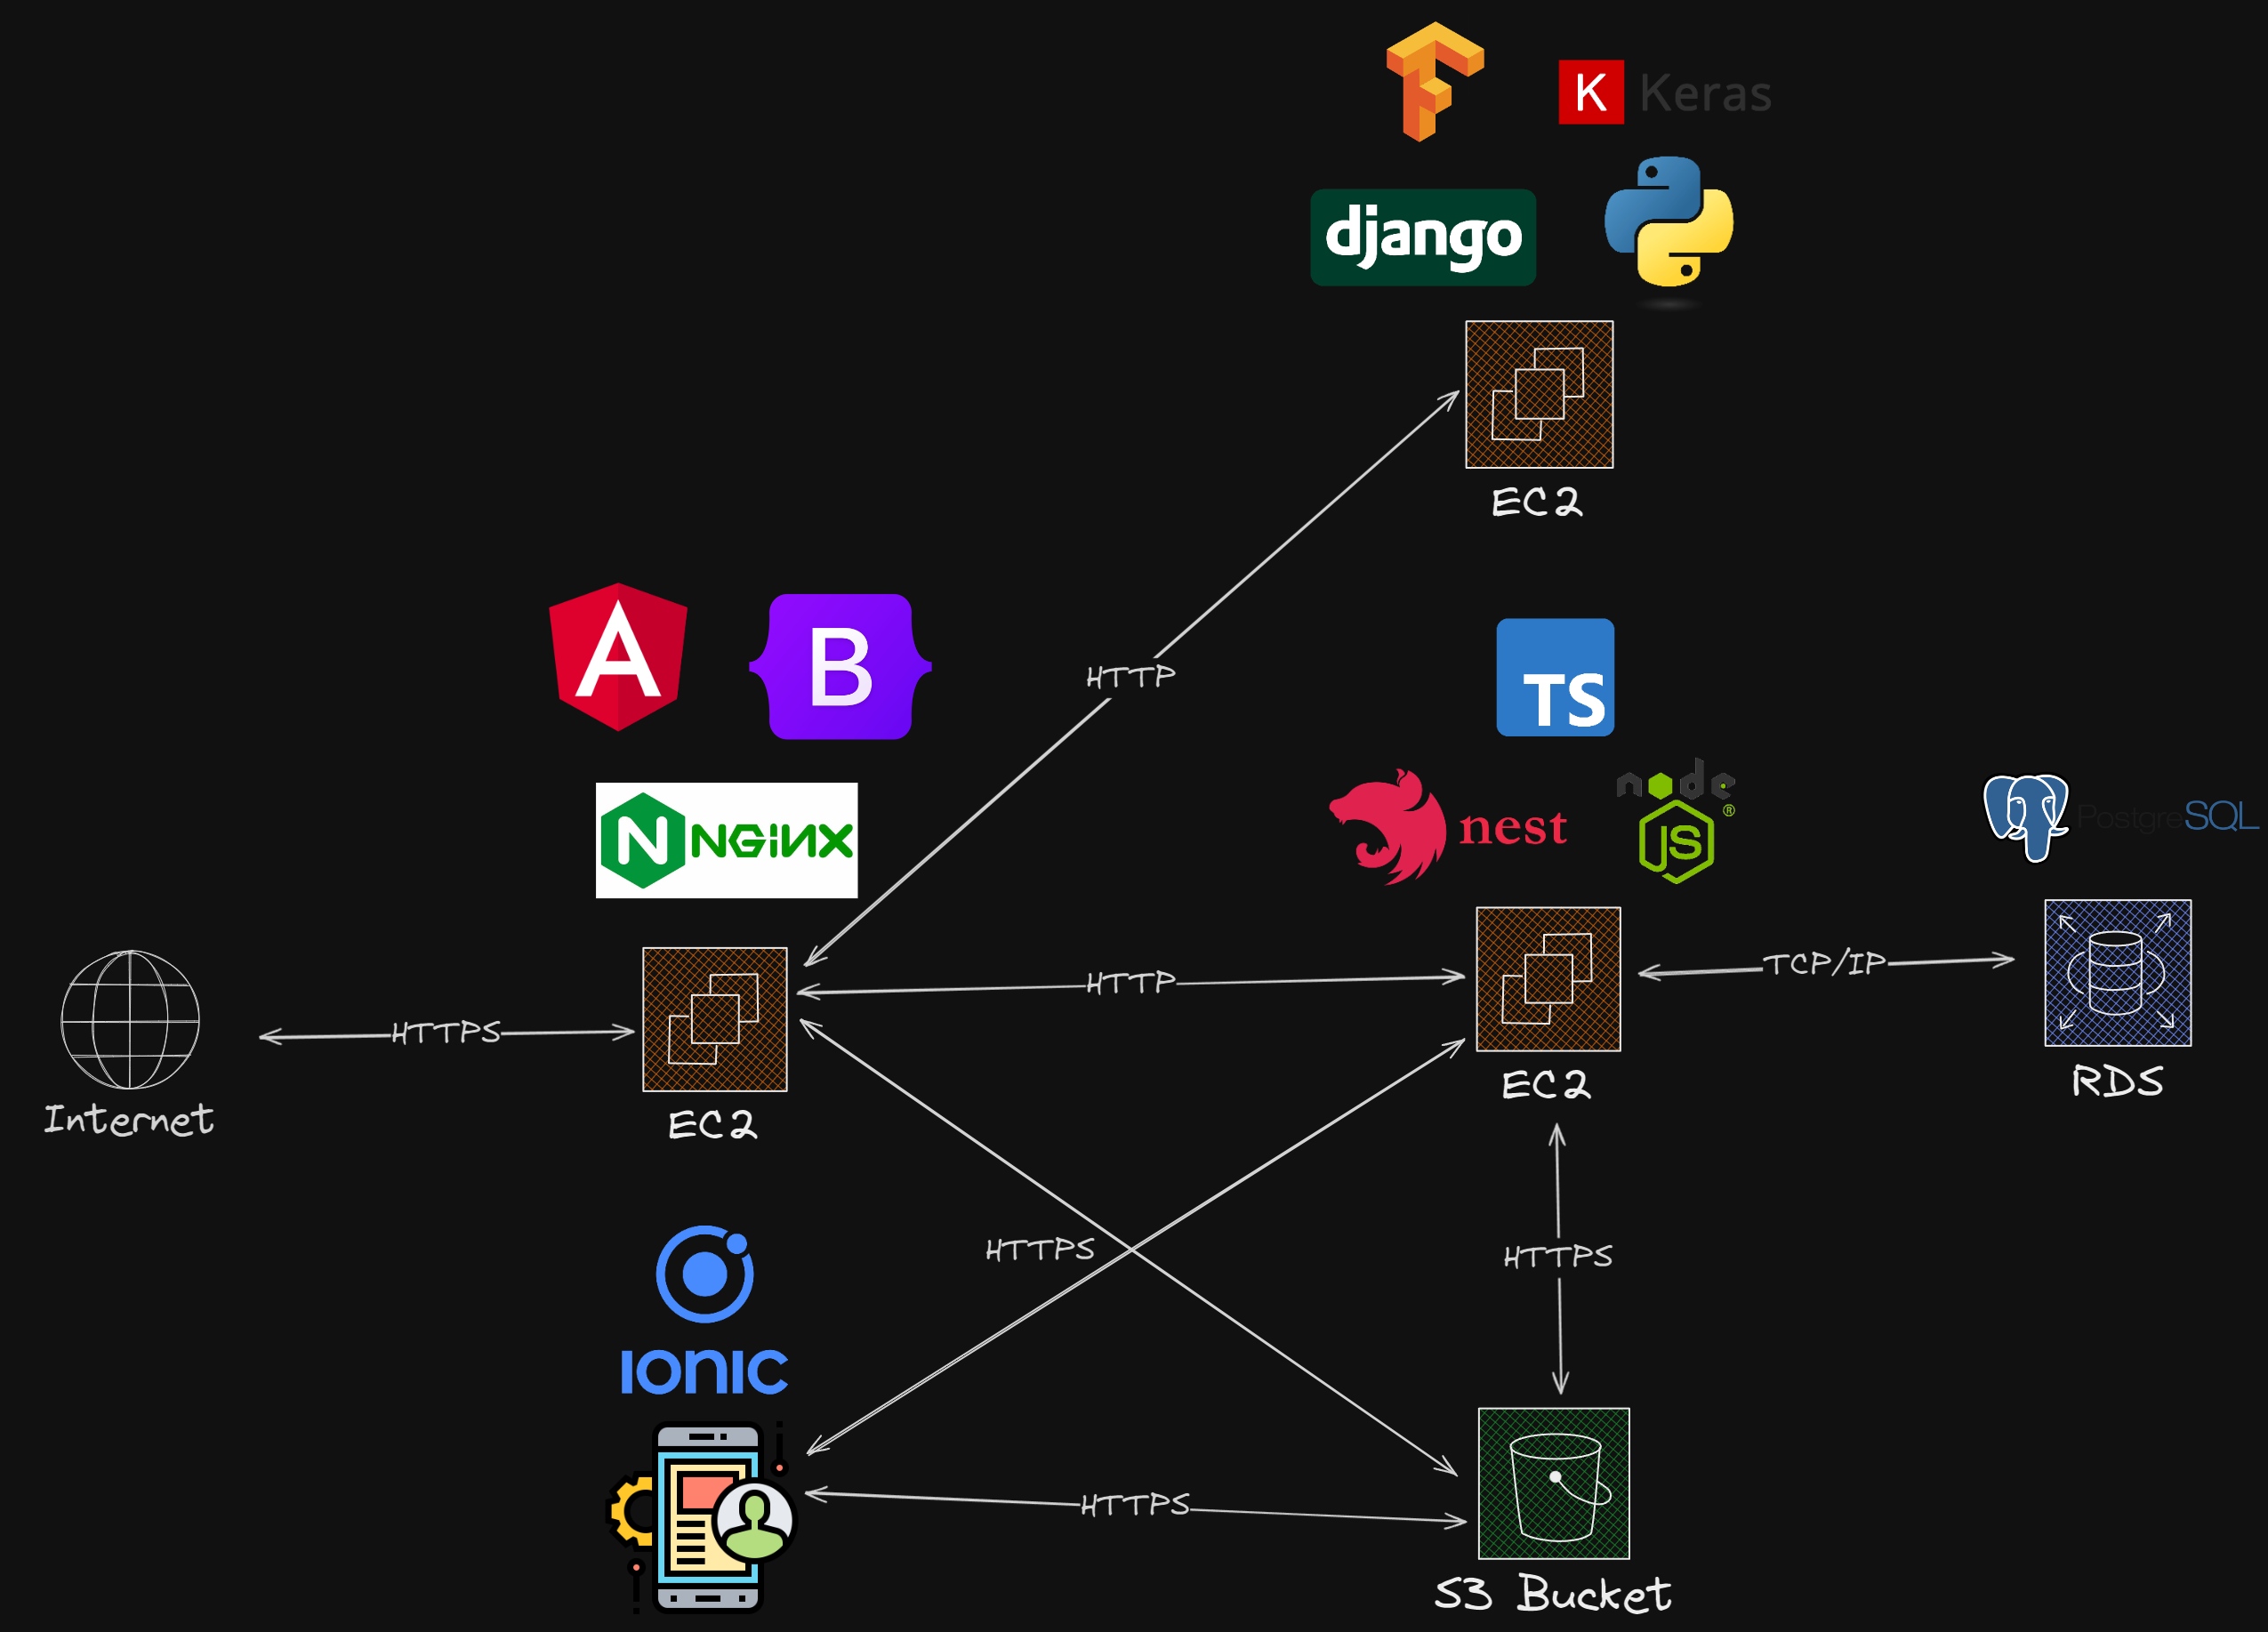 K Keras
django
EC2
HTTP
B
TS
NGINX
nest
node
JS
®
PostgreSQL
HTTPS
HTTP
TCP/IP
Internet
EC2
EC2
RDS
HTTPS
HTTPS
ionic
HTTPS
S3 Bucket